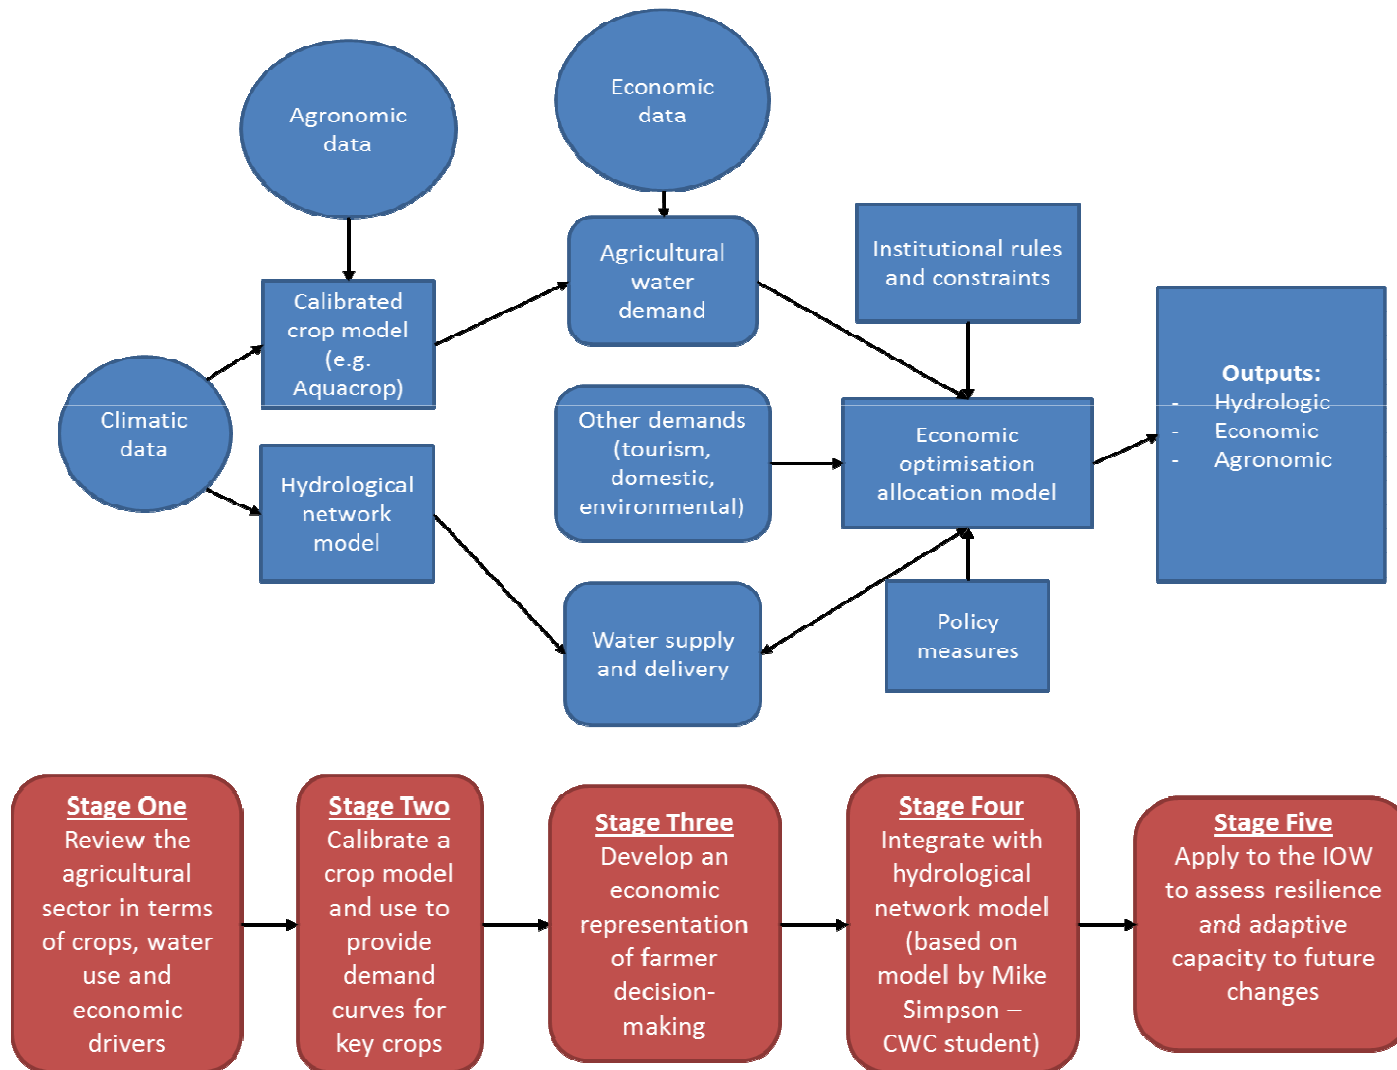 Agronomic
data
Economic
data
Agricultural
water
demand
Institutional rules
and constraints
Calibrated
crop model
(e.g.
Aquacrop)
Climatic
data
Hydrological
network
model
Other demands
(tourism,
domestic,
environmental)
Economic
optimisation
allocation model
Outputs:
- Hydrologic
- Economic
- Agronomic
Water supply
and delivery
Policy
measures
Stage One
Review the
agricultural
sector in terms
of crops, water
use and
economic
drivers
Stage Two
Calibrate a
crop model
and use to
provide
demand
curves for
key crops
Stage Three
Develop an
economic
representation
of farmer
decision-
making
Stage Four
Integrate with
hydrological
network model
(based on
model by Mike
Simpson –
CWC student)
Stage Five
Apply to the IOW
to assess resilience
and adaptive
capacity to future
changes